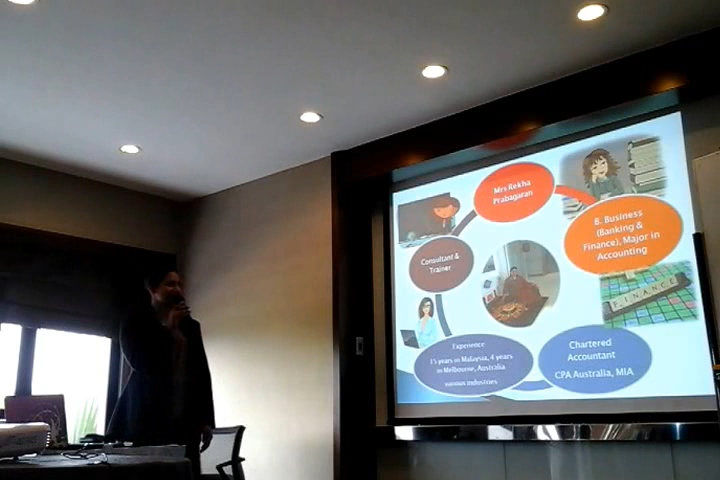 Mrs Rekha
Prabagaran
B. Business
(Banking &
Finance), Major in
Accounting
FINANCE
Chartered
Accountant
CPA Australia, MIA
Experience
15 years in Malaysia, 4 years
in Melbourne, Australia
various industries
Consultant &
Trainer